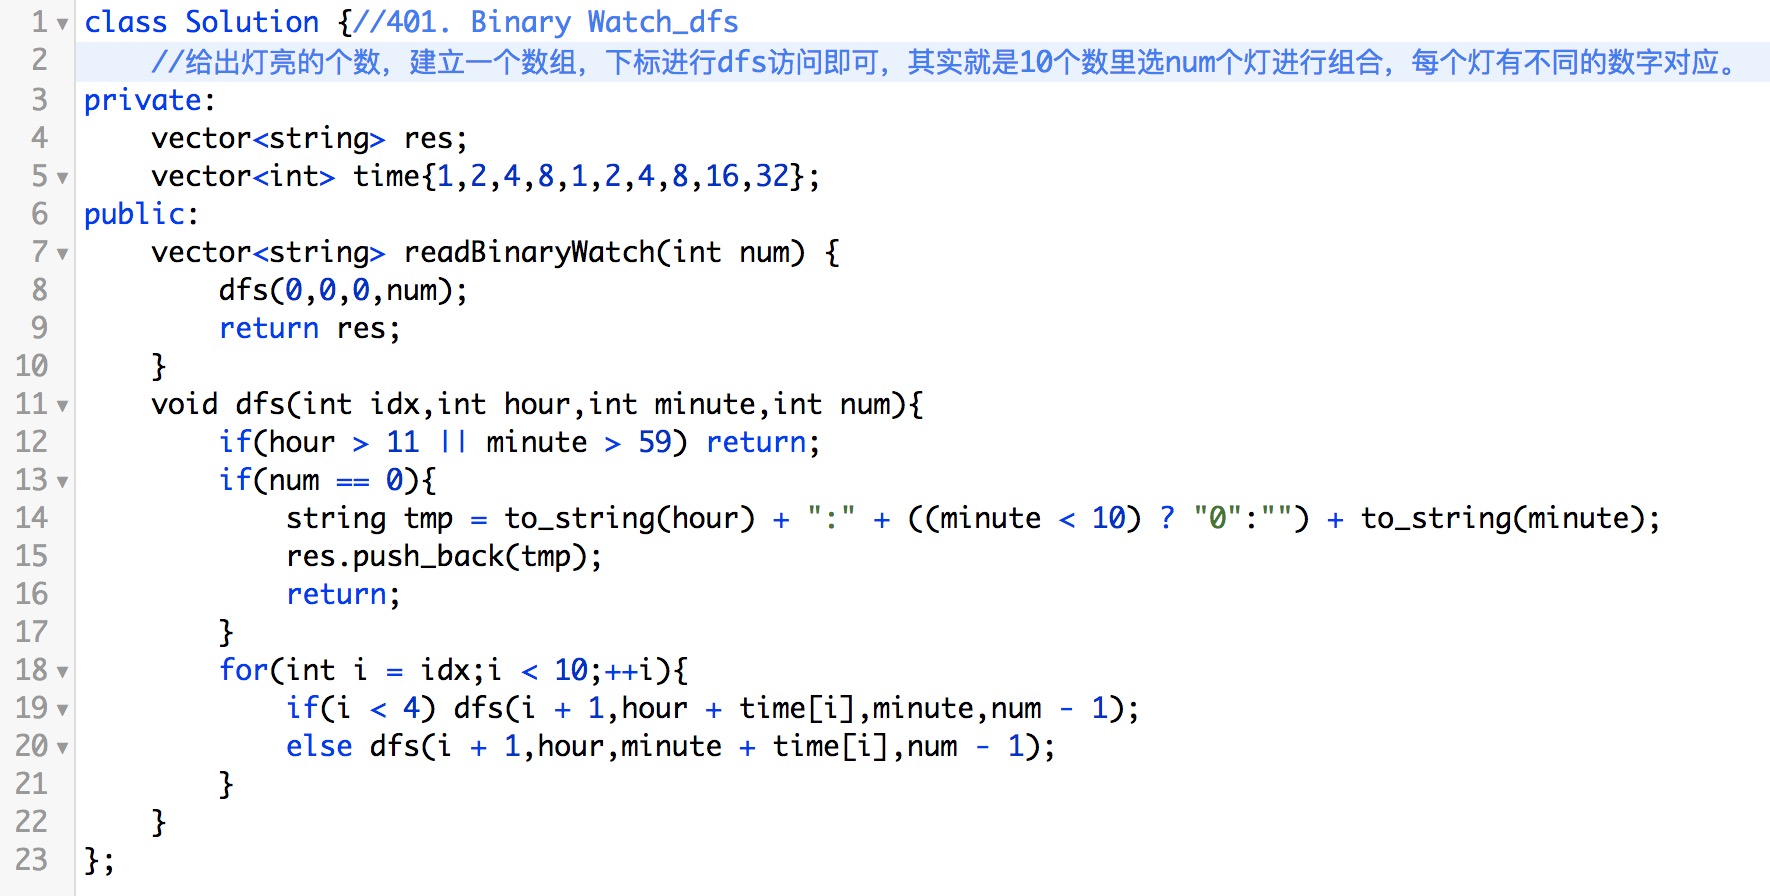 1 class Solution {//401. Binary Watch_dfs
2     //给出灯亮的个数，建立一个数组，下标进行dfs访问即可，其实就是10个数里选num个灯进行组合，每个灯有不同的数字对应。
3 private:
4     vector<string> res;
5     vector<int> time{1,2,4,8,1,2,4,8,16,32};
6 public:
7     vector<string> readBinaryWatch(int num) {
8         dfs(0,0,0,num);
9         return res;
10     }
11     void dfs(int idx,int hour,int minute,int num){
12         if(hour > 11 || minute > 59) return;
13         if(num == 0){
14             string tmp = to_string(hour) + ":" + ((minute < 10) ? "0":"") + to_string(minute);
15             res.push_back(tmp);
16             return;
17         }
18         for(int i = idx;i < 10;++i){
19             if(i < 4) dfs(i + 1,hour + time[i],minute,num - 1);
20             else dfs(i + 1,hour,minute + time[i],num - 1);
21         }
22     }
23 };